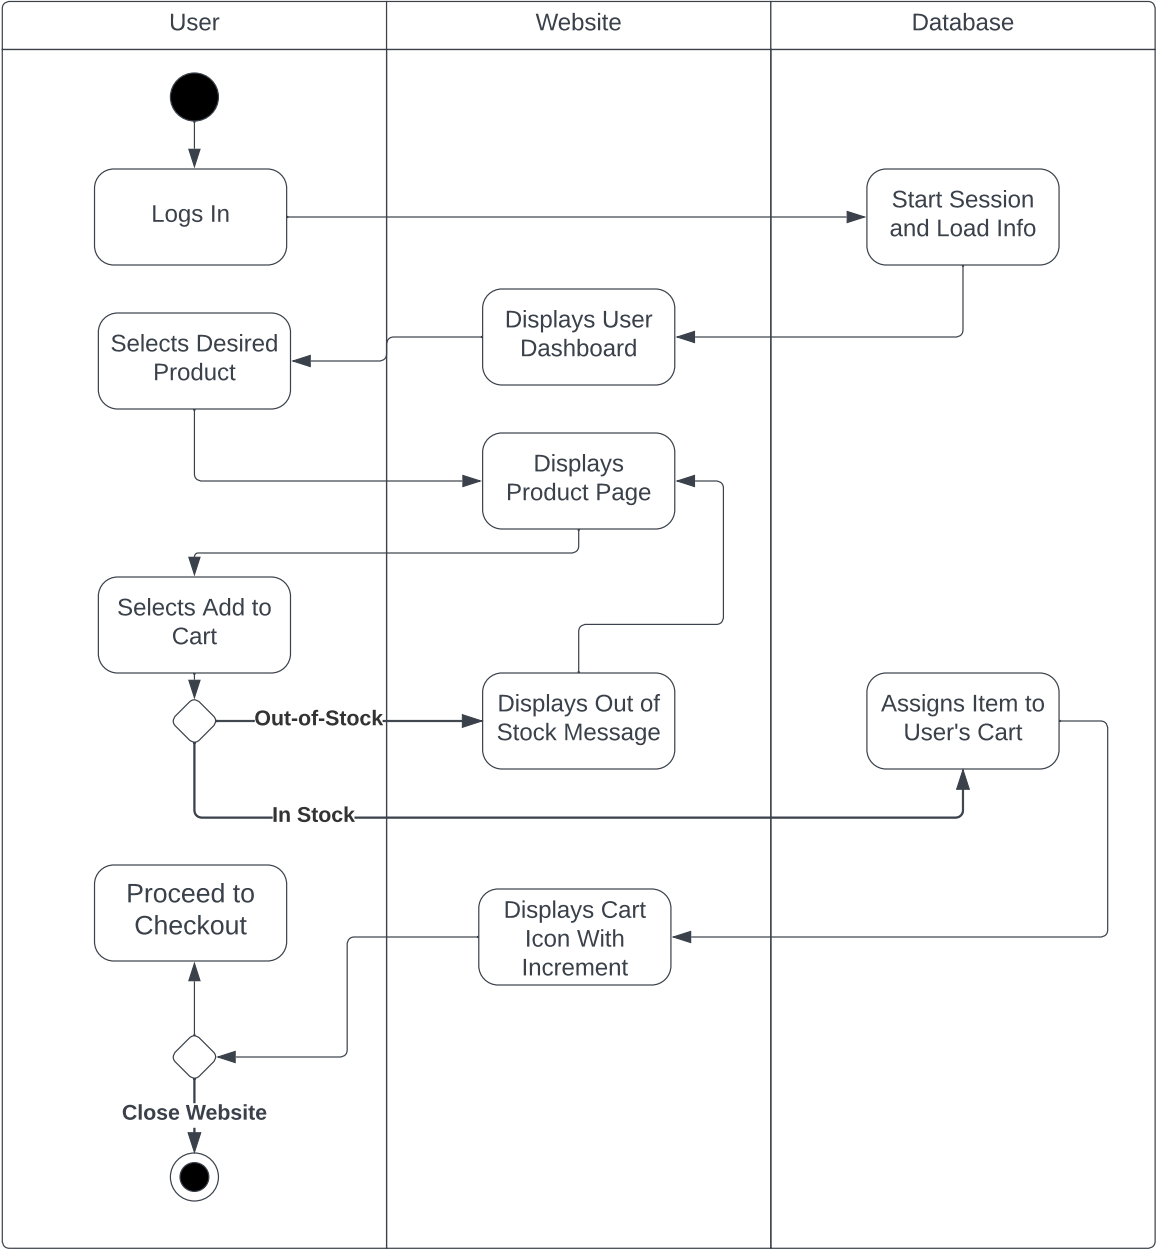 User
Website
Database
Logs In
Start Session
and Load Info
Displays User
Dashboard
Selects Desired
Product
Displays
Product Page
Selects Add to
Cart
Out-of-Stock
Displays Out of
Stock Message
Assigns Item to
User's Cart
In Stock
Proceed to
Checkout
Displays Cart
Icon With
Increment
Close Website